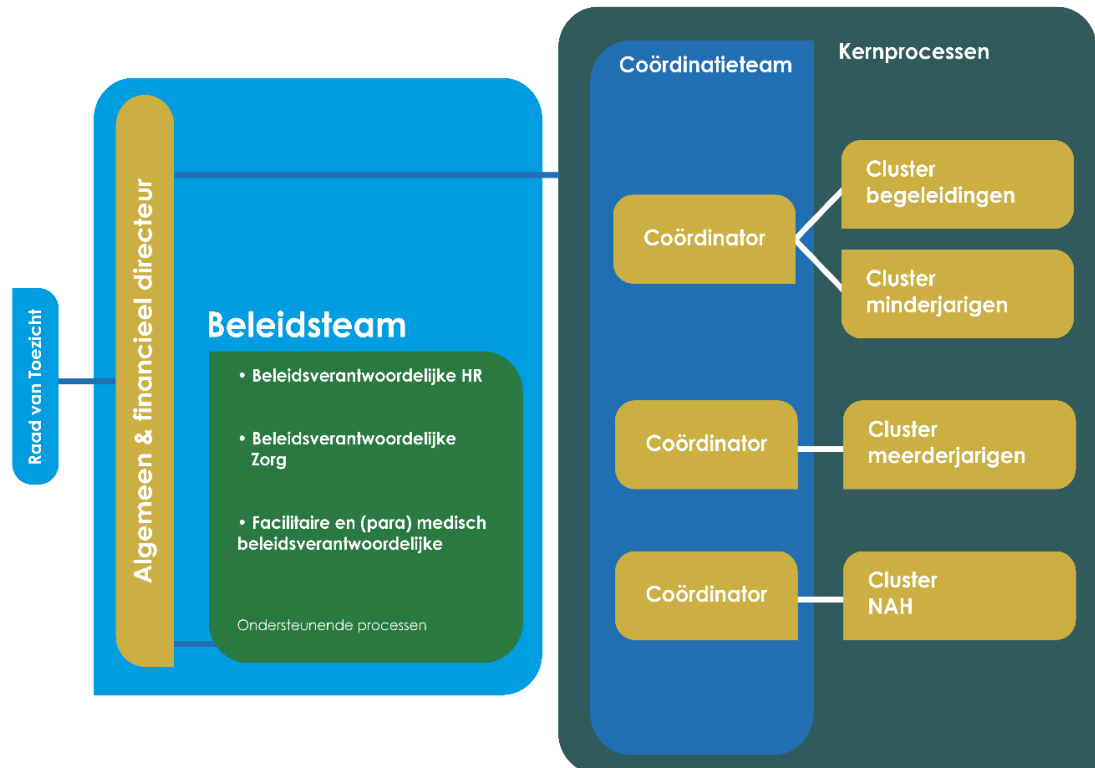 Raad van Toezicht
Algemeen & financieel directeur
Beleidsteam
• Beleidsverantwoordelijke HR
• Beleidsverantwoordelijke
Zorg
• Facilitaire en (para) medisch
beleidsverantwoordelijke
Ondersteunende processen
Coördinatieteam
Kernprocessen
Coördinator
Cluster
begeleidingen
Cluster
minderjarigen
Coördinator
Cluster
meerderjarigen
Coördinator
Cluster
NAH